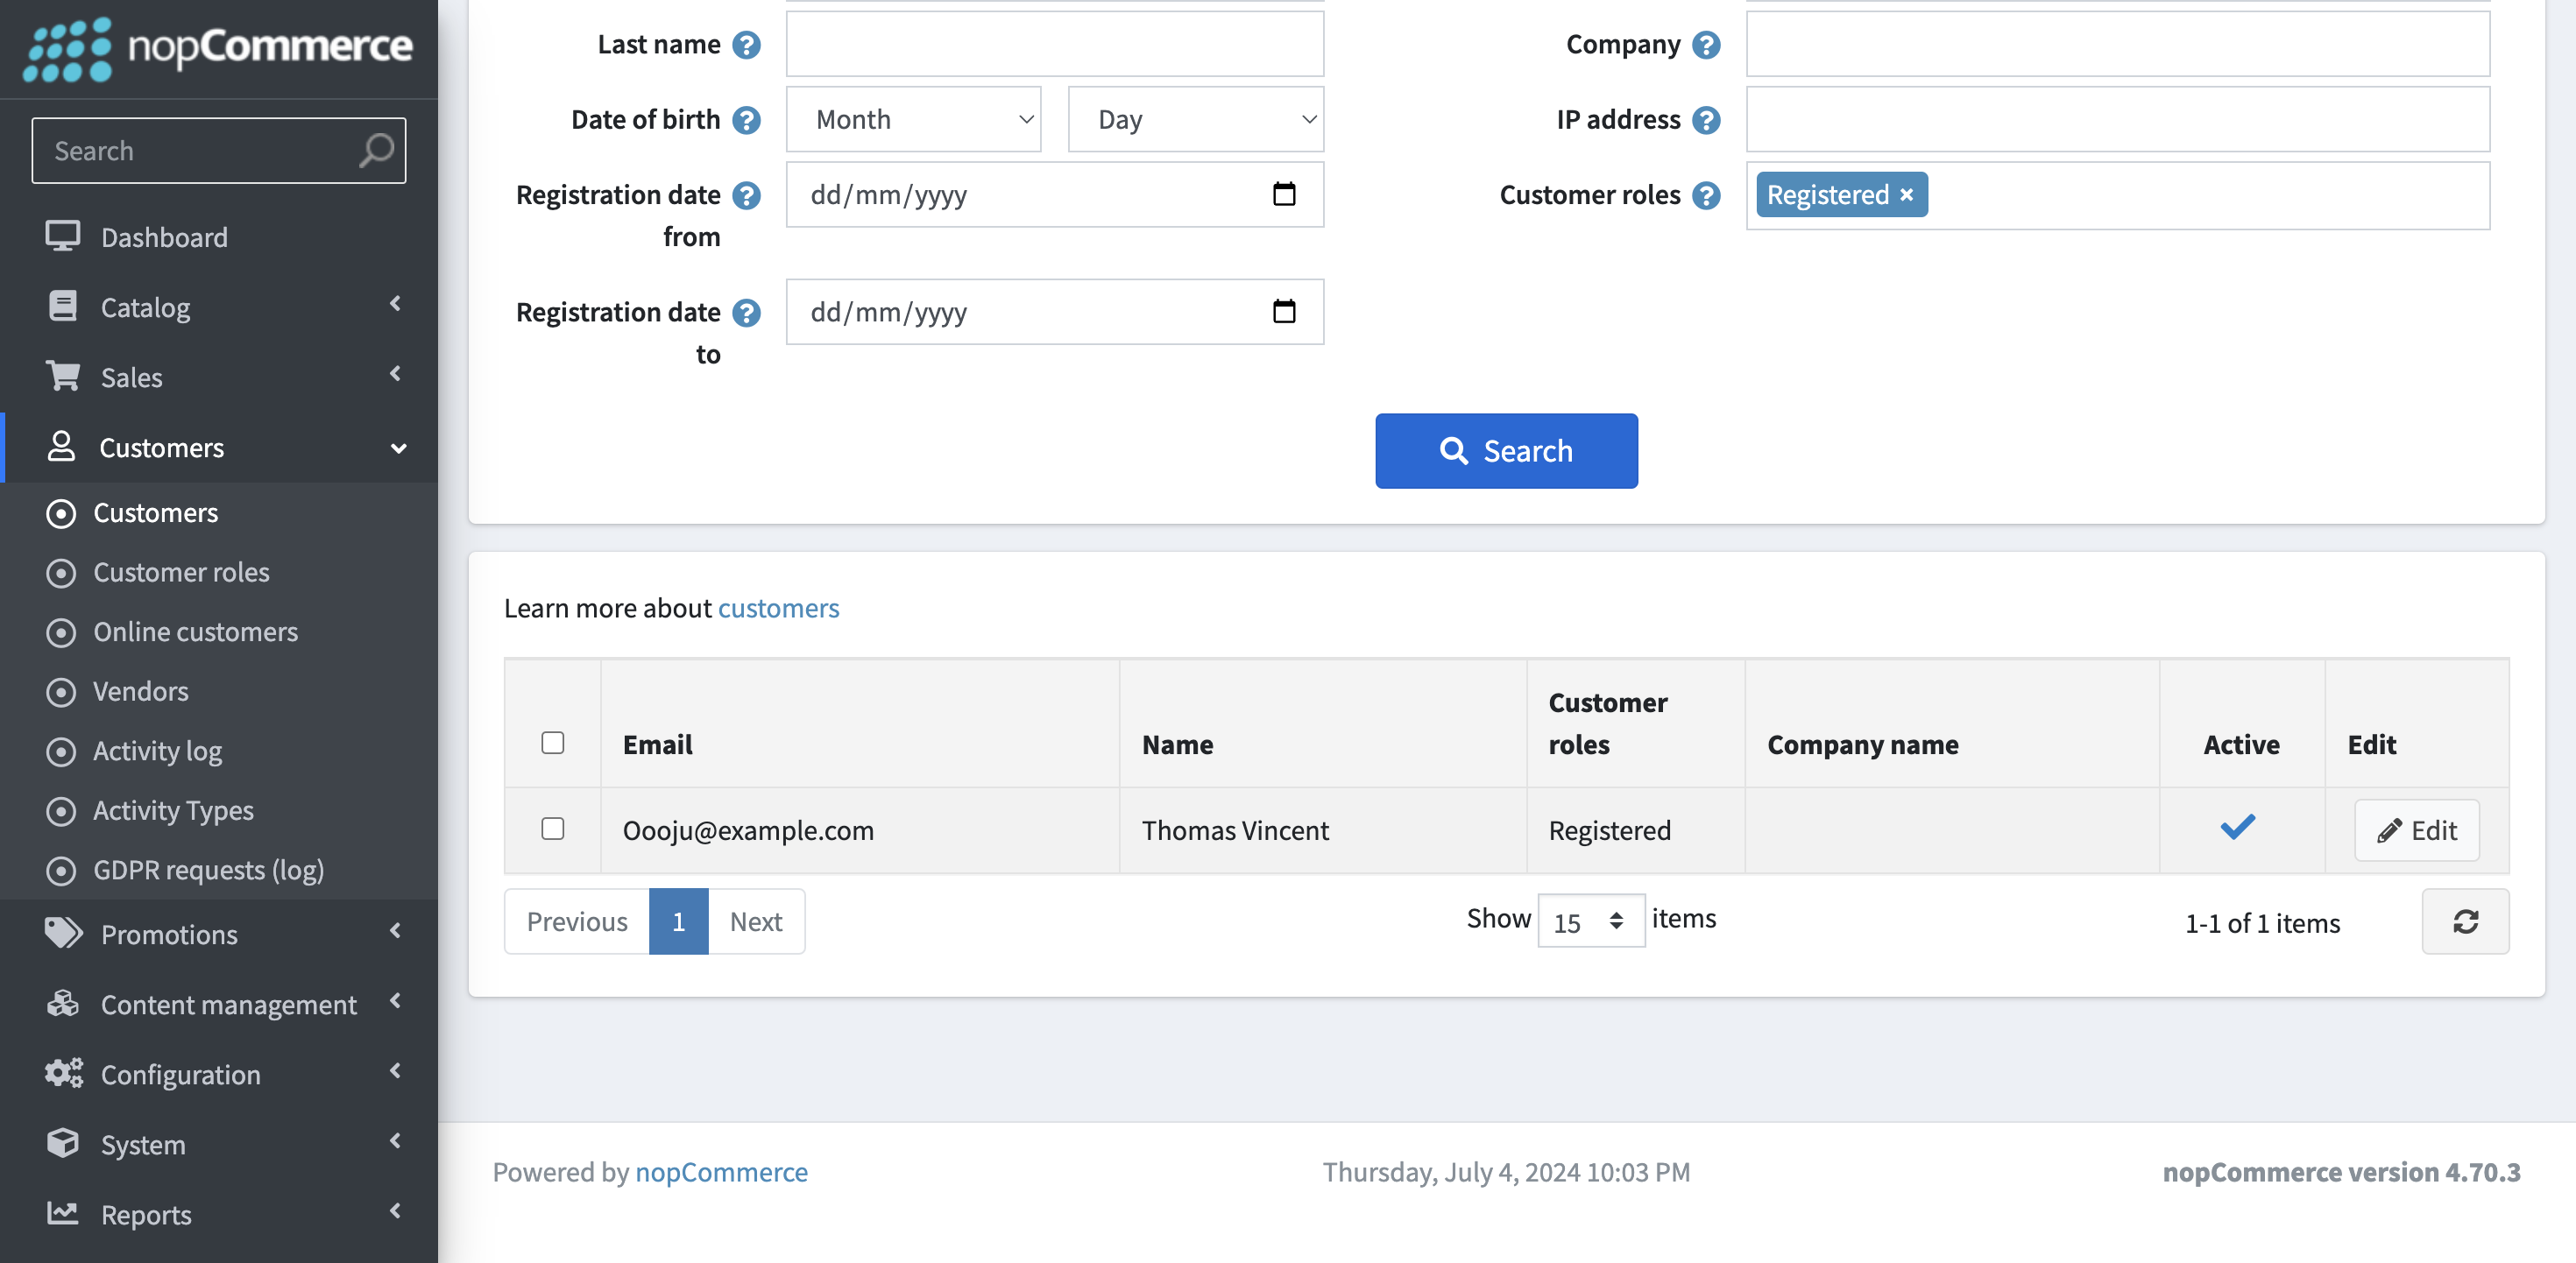 nopCommerce
Search
Dashboard
Catalog
Sales
Customers
Customers
Customer roles
Online customers
Vendors
Activity log
Activity Types
GDPR requests (log)
Promotions
Content management
Configuration
System
Reports
Last name ?
Date of birth ? Month Day
Registration date ? dd/mm/yyyy
from
Registration date ? dd/mm/yyyy
to
Company ?
IP address ?
Customer roles ? Registered ×
Search
Learn more about customers
Email Name Customer roles Company name Active Edit
Oooju@example.com Thomas Vincent Registered Edit
Previous 1 Next Show 15 items 1-1 of 1 items
Powered by nopCommerce Thursday, July 4, 2024 10:03 PM nopCommerce version 4.70.3